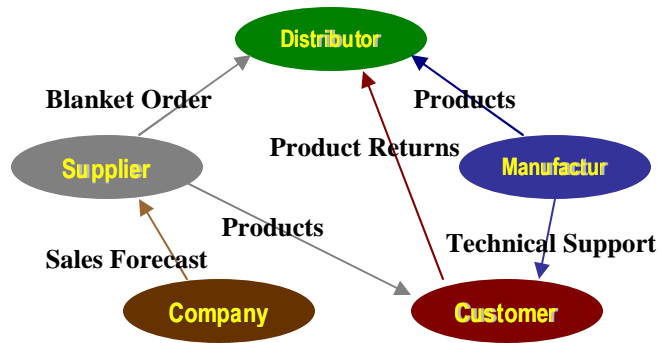 Distributor
Blanket Order
Products
Product Returns
Supplier
Manufactur
Products
Technical Support
Sales Forecast
Company
Customer